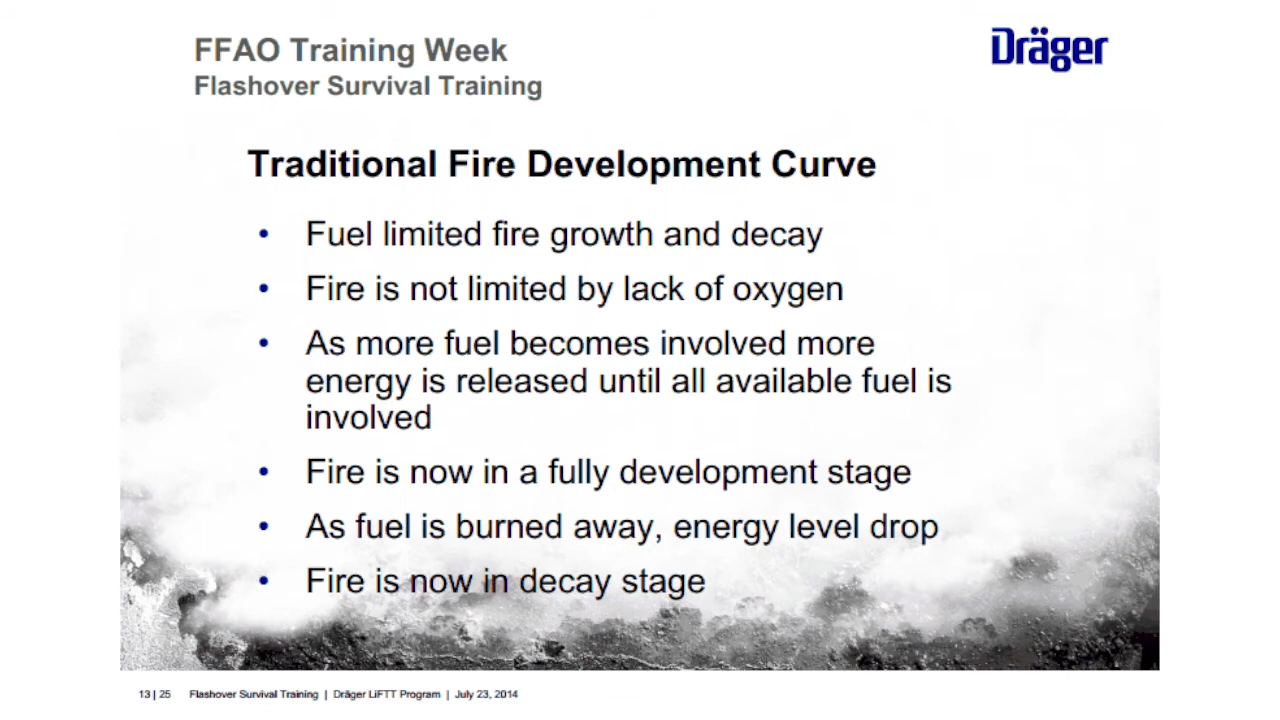 FFAO Training Week
Dräger
Flashover Survival Training
Traditional Fire Development Curve
• Fuel limited fire growth and decay
• Fire is not limited by lack of oxygen
• As more fuel becomes involved more
energy is released until all available fuel is
involved
• Fire is now in a fully development stage
• As fuel is burned away, energy level drop
• Fire is now in decay stage
13 | 25 Flashover Survival Training | Dräger LiFTT Program | July 23, 2014